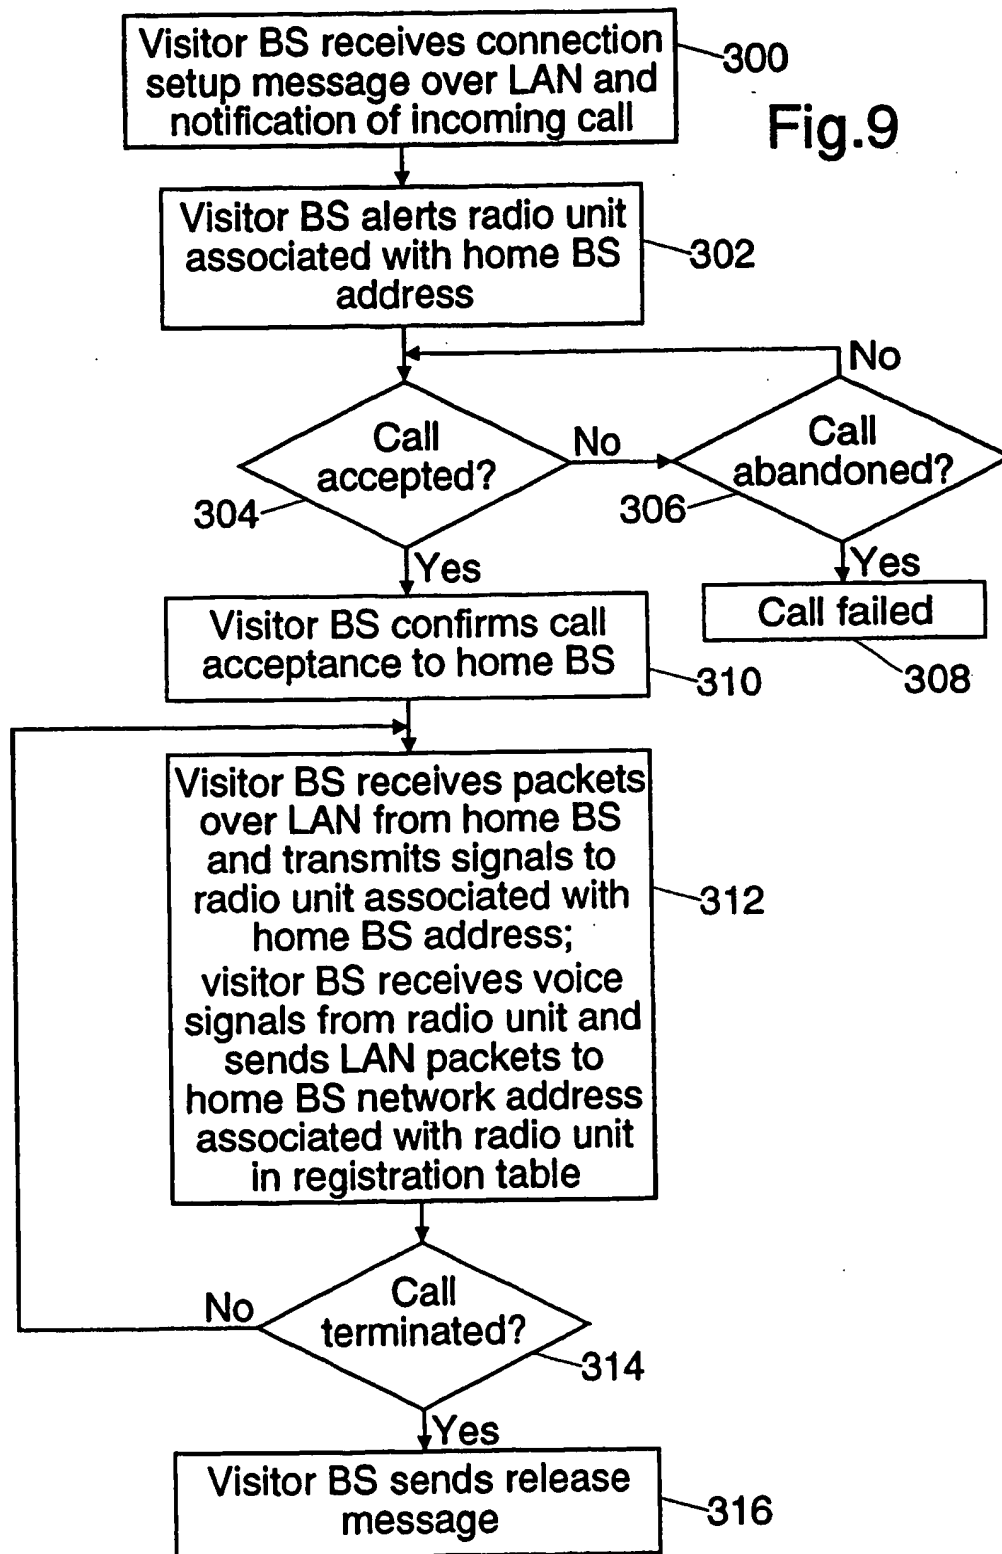 Visitor BS receives connection
setup message over LAN and
notification of incoming call
300
Fig.9
Visitor BS alerts radio unit
associated with home BS
address
302
No
Call
accepted?
No
Call
abandoned?
304
306
Yes
Yes
Call failed
308
Visitor BS confirms call
acceptance to home BS
310
Visitor BS receives packets
over LAN from home BS
and transmits signals to
radio unit associated with
home BS address;
visitor BS receives voice
signals from radio unit and
sends LAN packets to
home BS network address
associated with radio unit
in registration table
312
No
Call
terminated?
314
Yes
Visitor BS sends release
message
316